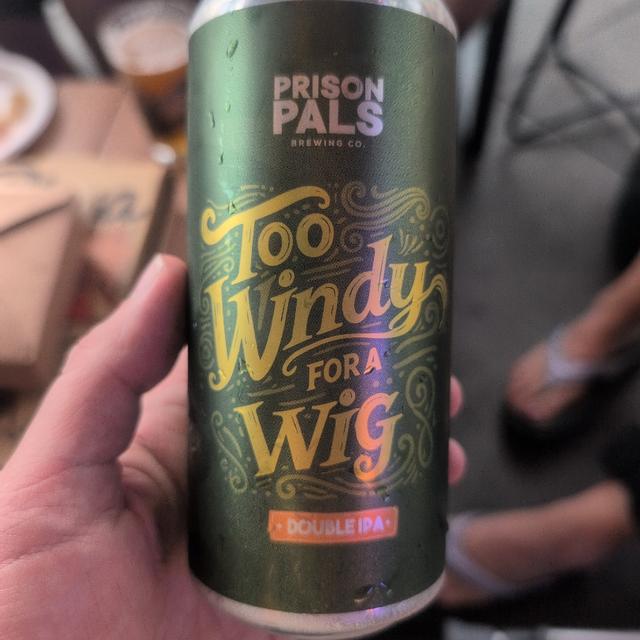 PRISON
PALS
BREWING CO.
Too
Windy
FOR A
WiG
DOUBLE IPA